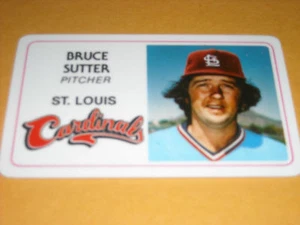 BRUCE
SUTTER
PITCHER
ST. LOUIS
Cardinals